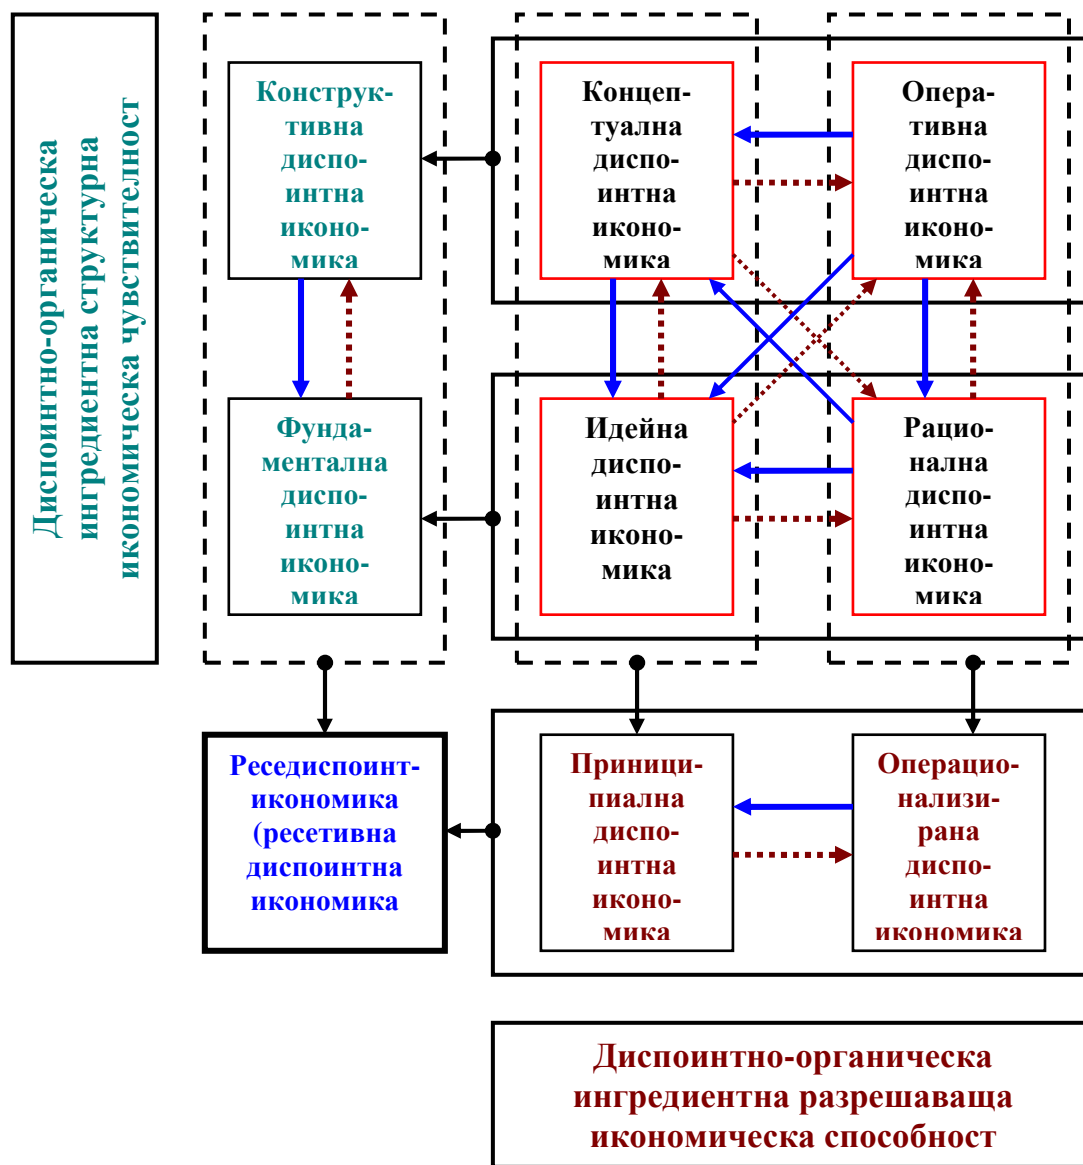 Диспоинтно-органическа
ингредиентна структурна
икономическа чувствителност
Конструк-
тивна
диспо-
интна
иконо-
мика
Концеп-
туална
диспо-
интна
иконо-
мика
Опера-
тивна
диспо-
интна
иконо-
мика
Фунда-
ментална
диспо-
интна
иконо-
мика
Идейна
диспо-
интна
иконо-
мика
Рацио-
нална
диспо-
интна
иконо-
мика
Реседиспоинт-
икономика
(ресетивна
диспоинтна
икономика
Приници-
пиална
диспо-
интна
иконо-
мика
Операцио-
нализи-
рана
диспо-
интна
икономика
Диспоинтно-органическа
ингредиентна разрешаваща
икономическа способност